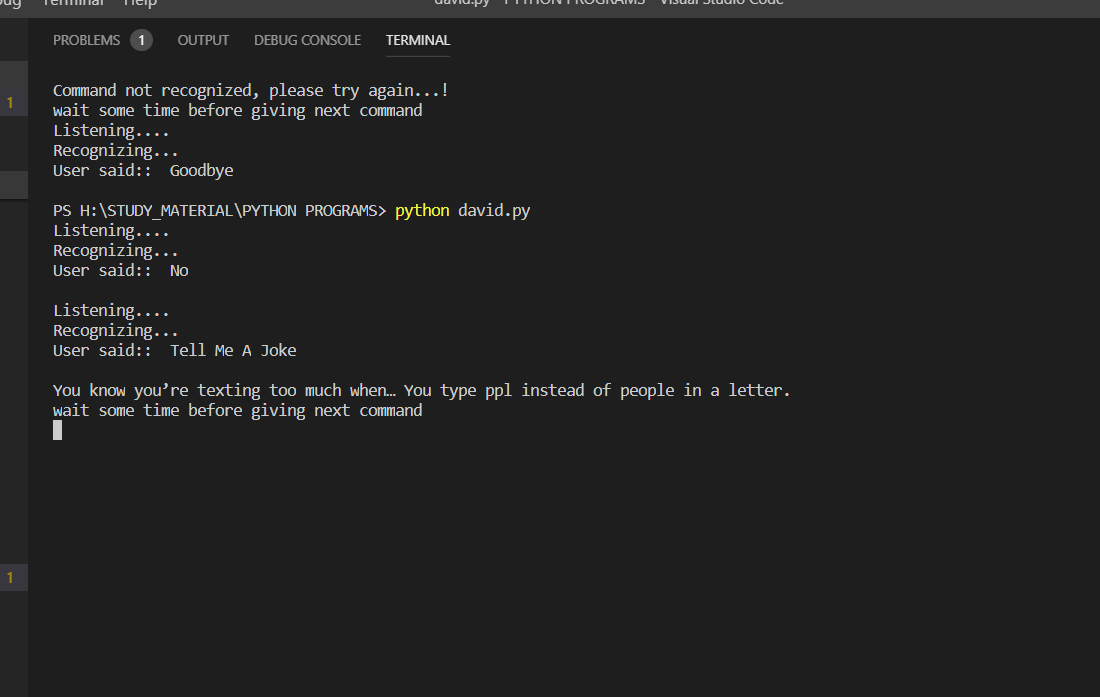 Terminal Help david.py - PYTHON PROGRAMS - Visual Studio Code
PROBLEMS 1 OUTPUT DEBUG CONSOLE TERMINAL
Command not recognized, please try again...!
1
wait some time before giving next command
Listening....
Recognizing...
User said::  Goodbye
PS H:\STUDY_MATERIAL\PYTHON PROGRAMS> python david.py
Listening....
Recognizing...
User said::  No
Listening....
Recognizing...
User said::  Tell Me A Joke
You know you’re texting too much when… You type ppl instead of people in a letter.
wait some time before giving next command
1